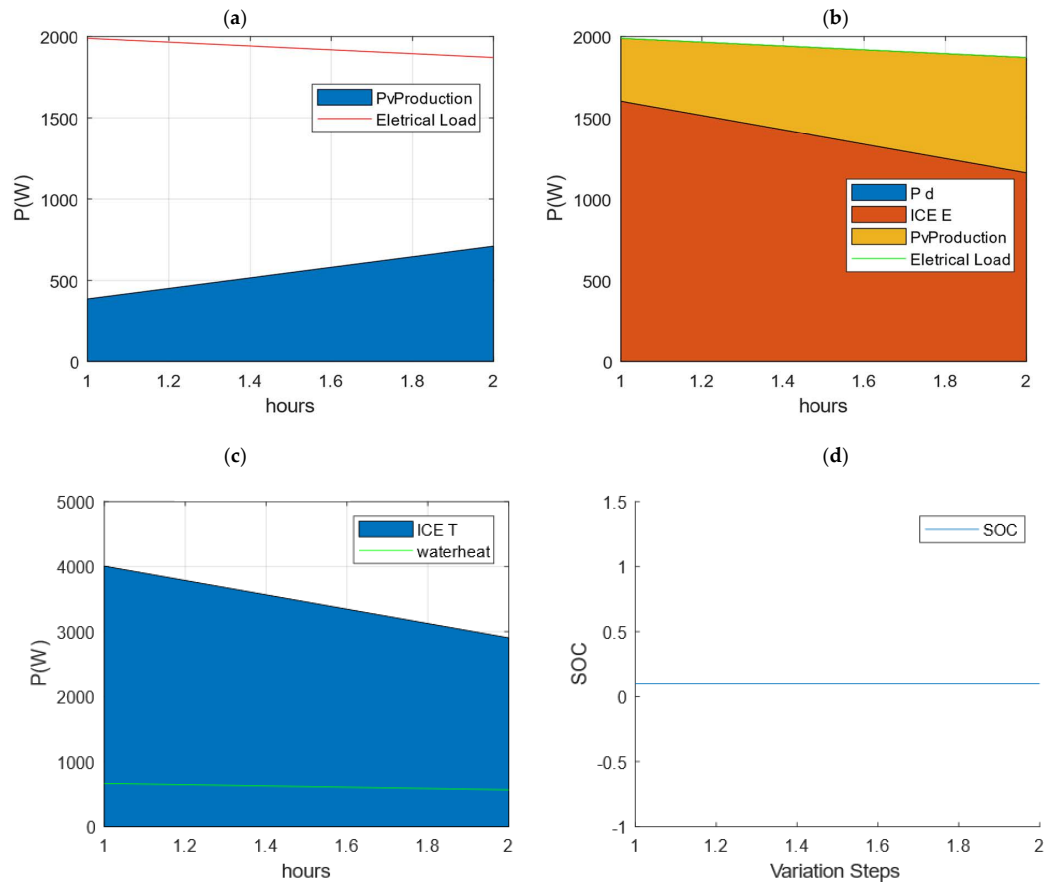 (a)
2000
1500
1000
500
0
P(W)
PvProduction
Eletrical Load
1 1.2 1.4 1.6 1.8 2
hours
(b)
2000
1500
1000
500
0
P(W)
P d
ICE E
PvProduction
Eletrical Load
1 1.2 1.4 1.6 1.8 2
hours
(c)
5000
4000
3000
2000
1000
0
P(W)
ICE T
waterheat
1 1.2 1.4 1.6 1.8 2
hours
(d)
1.5
1
0.5
0
-0.5
-1
SOC
SOC
1 1.2 1.4 1.6 1.8 2
Variation Steps